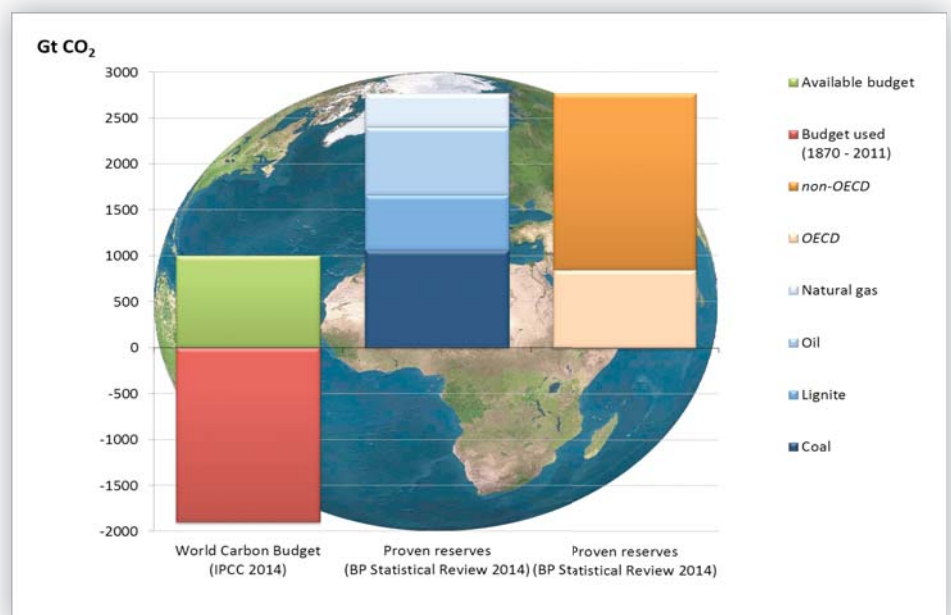 Gt CO₂
3000
2500
2000
1500
1000
500
0
-500
-1000
-1500
-2000
World Carbon Budget
(IPCC 2014)
Proven reserves
(BP Statistical Review 2014)
Proven reserves
(BP Statistical Review 2014)
Available budget
Budget used
(1870 - 2011)
non-OECD
OECD
Natural gas
Oil
Lignite
Coal